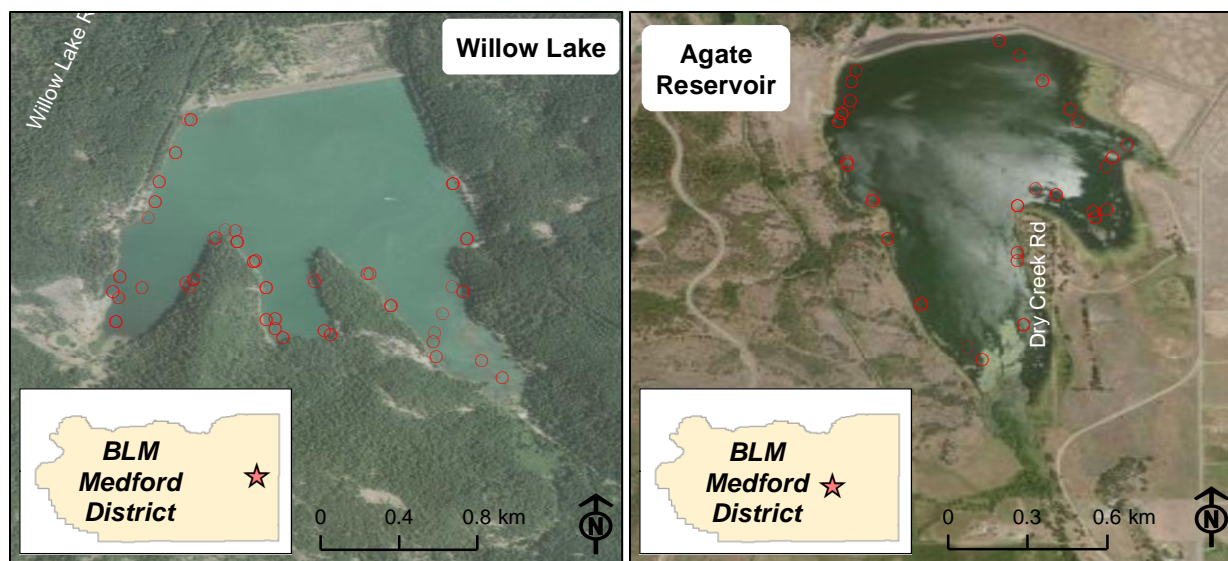 Willow Lake R
Willow Lake
BLM
Medford
District
0 0.4 0.8 km
N
Agate
Reservoir
Dry Creek Rd
BLM
Medford
District
0 0.3 0.6 km
N